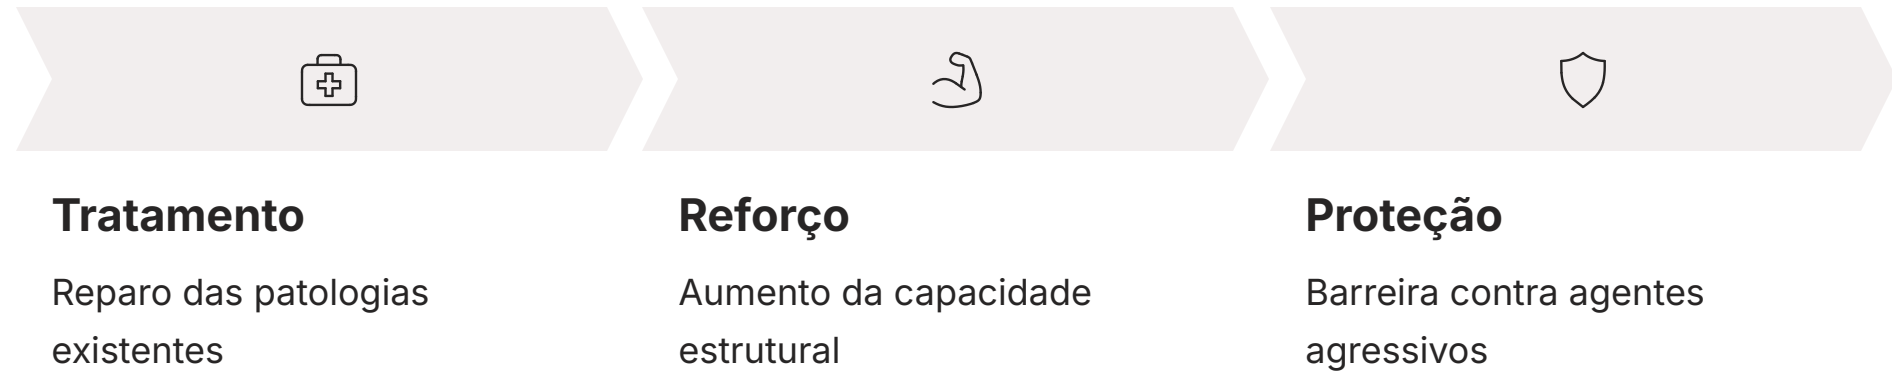 Tratamento
Reparo das patologias
existentes
Reforço
Aumento da capacidade
estrutural
Proteção
Barreira contra agentes
agressivos